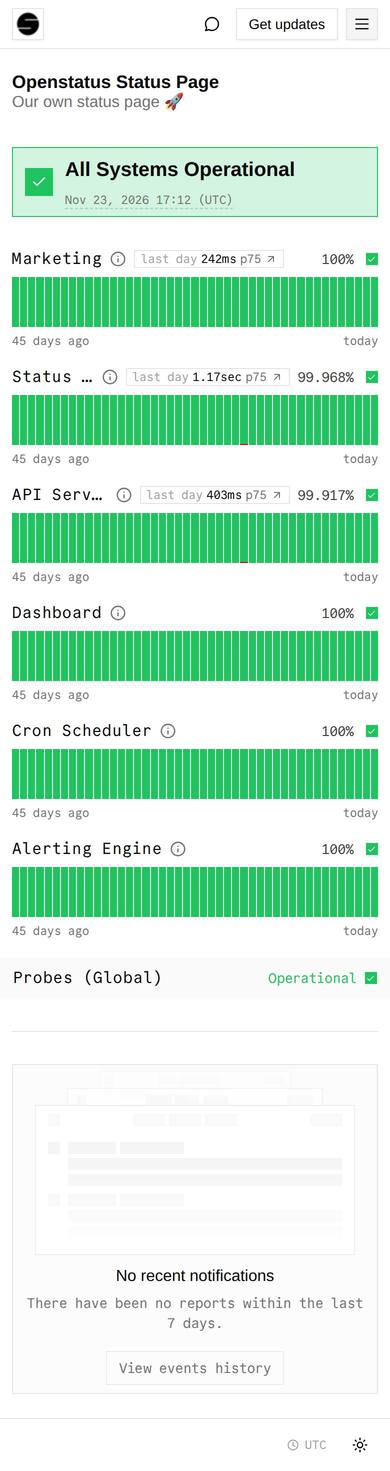 Get updates
Openstatus Status Page
Our own status page 🚀
All Systems Operational
Nov 23, 2026 17:12 (UTC)
Marketing last day 242ms p75 100%
45 days ago today
Status … last day 1.17sec p75 99.968%
45 days ago today
API Serv… last day 403ms p75 99.917%
45 days ago today
Dashboard 100%
45 days ago today
Cron Scheduler 100%
45 days ago today
Alerting Engine 100%
45 days ago today
Probes (Global) Operational
No recent notifications
There have been no reports within the last
7 days.
View events history
UTC